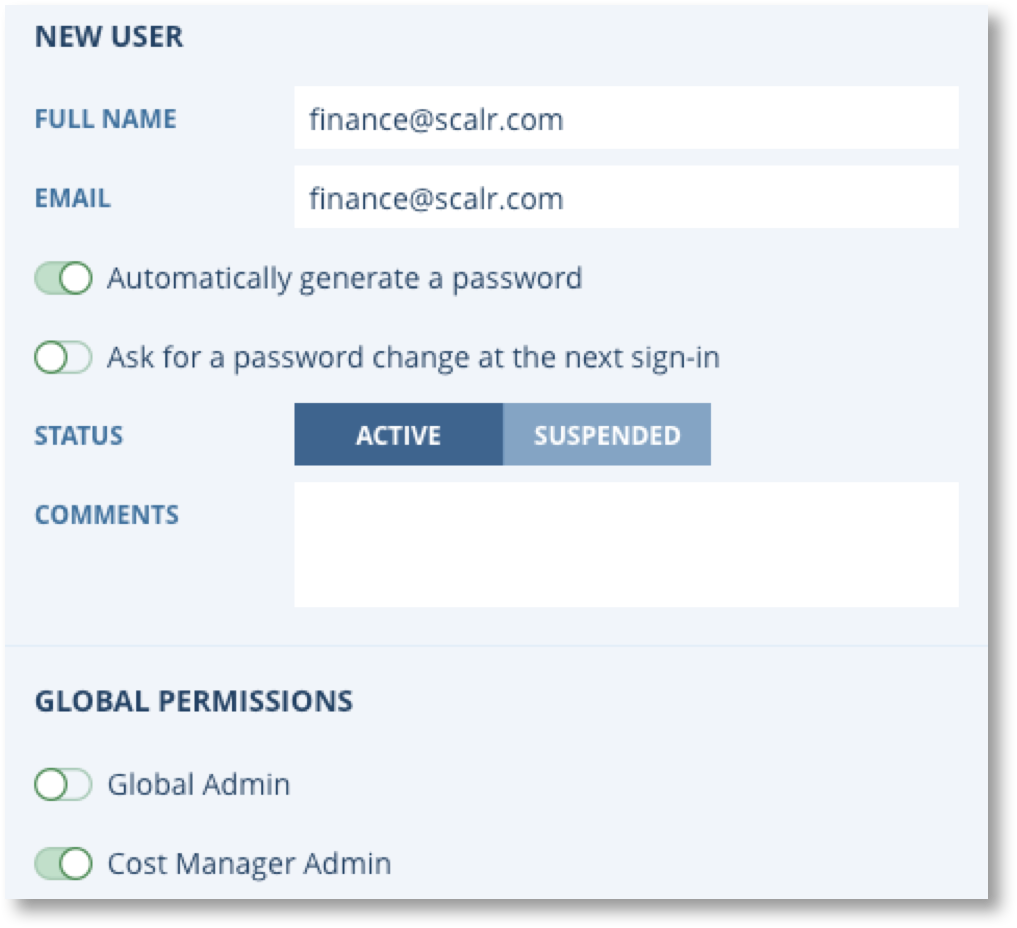 NEW USER
FULL NAME finance@scalr.com
EMAIL finance@scalr.com
Automatically generate a password
Ask for a password change at the next sign-in
STATUS ACTIVE SUSPENDED
COMMENTS
GLOBAL PERMISSIONS
Global Admin
Cost Manager Admin